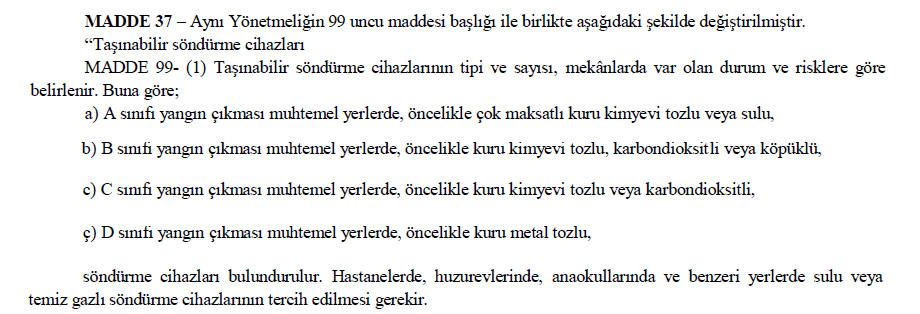 MADDE 37 – Aynı Yönetmeliğin 99 uncu maddesi başlığı ile birlikte aşağıdaki şekilde değiştirilmiştir.
“Taşınabilir söndürme cihazları
MADDE 99- (1) Taşınabilir söndürme cihazlarının tipi ve sayısı, mekânlarda var olan durum ve risklere göre
belirlenir. Buna göre;
a) A sınıfı yangın çıkması muhtemel yerlerde, öncelikle çok maksatlı kuru kimyevi tozlu veya sulu,
b) B sınıfi yangın çıkması muhtemel yerlerde, öncelikle kuru kimyevi tozlu, karbondioksitli veya köpüklü,
c) C sınıfi yangın çıkması muhtemel yerlerde, öncelikle kuru kimyevi tozlu veya karbondioksitli,
ç) D sınıfı yangın çıkması muhtemel yerlerde, öncelikle kuru metal tozlu,
söndürme cihazları bulundurulur. Hastanelerde, huzurevlerinde, anaokullarında ve benzeri yerlerde sulu veya
temiz gazlı söndürme cihazlarının tercih edilmesi gerekir.